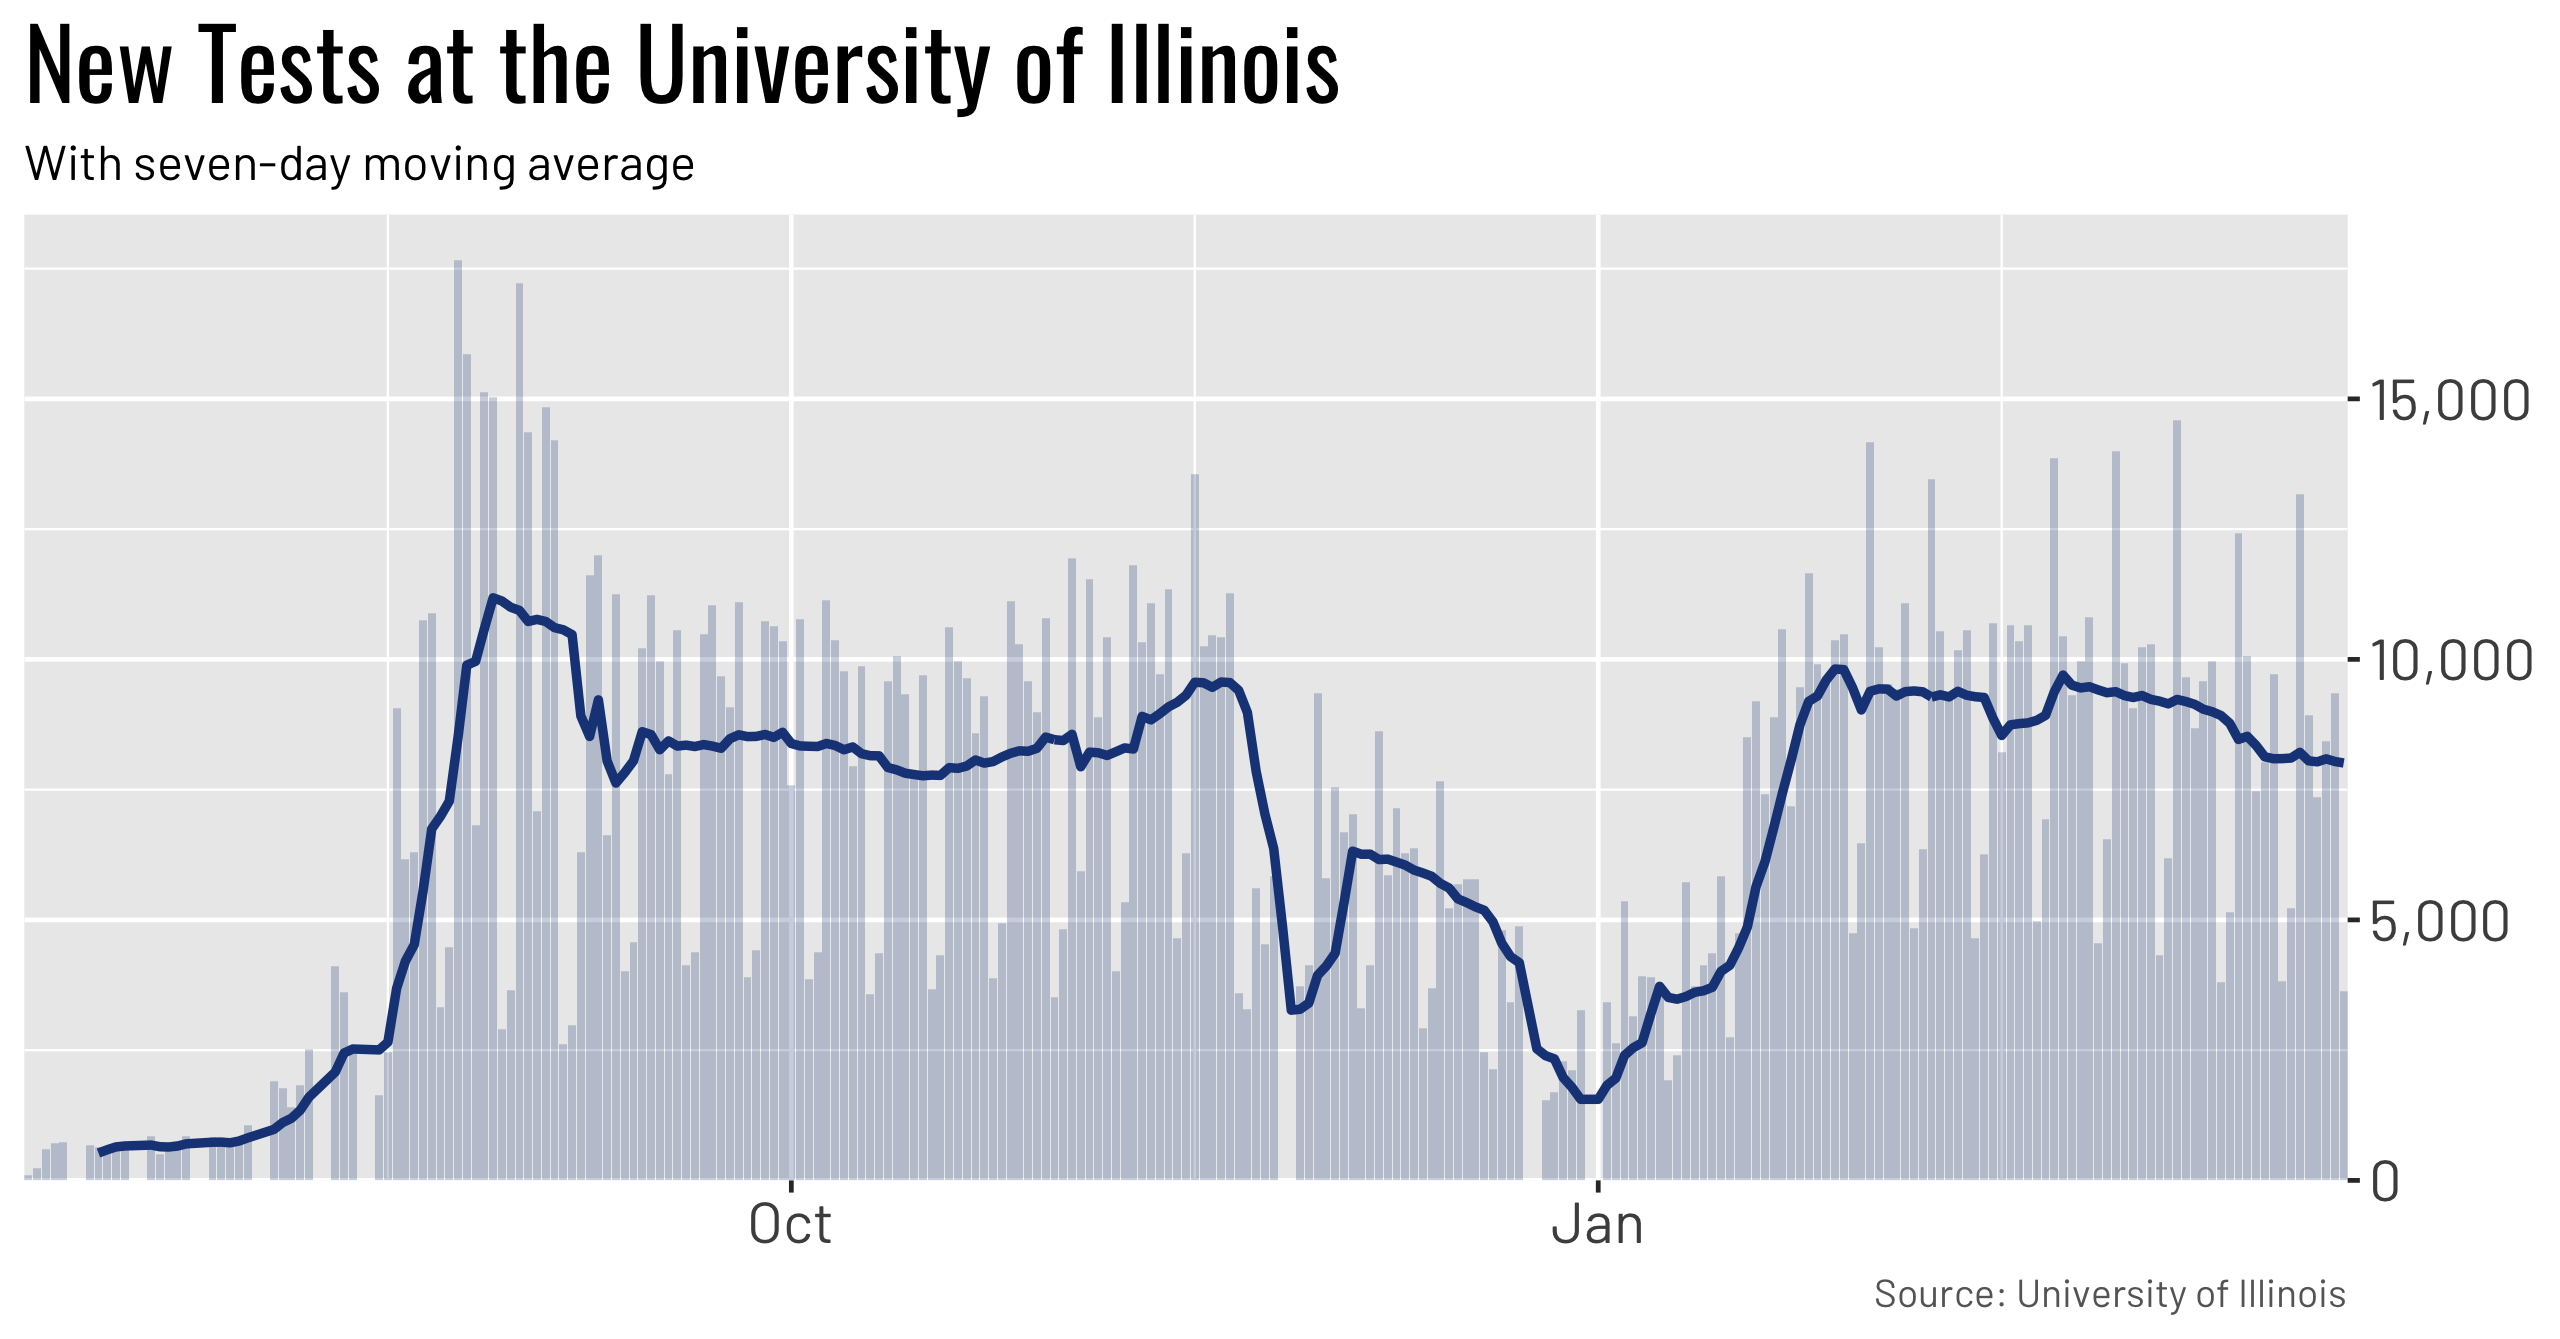 New Tests at the University of Illinois
With seven-day moving average
15,000
10,000
5,000
0
Oct
Jan
Source: University of Illinois